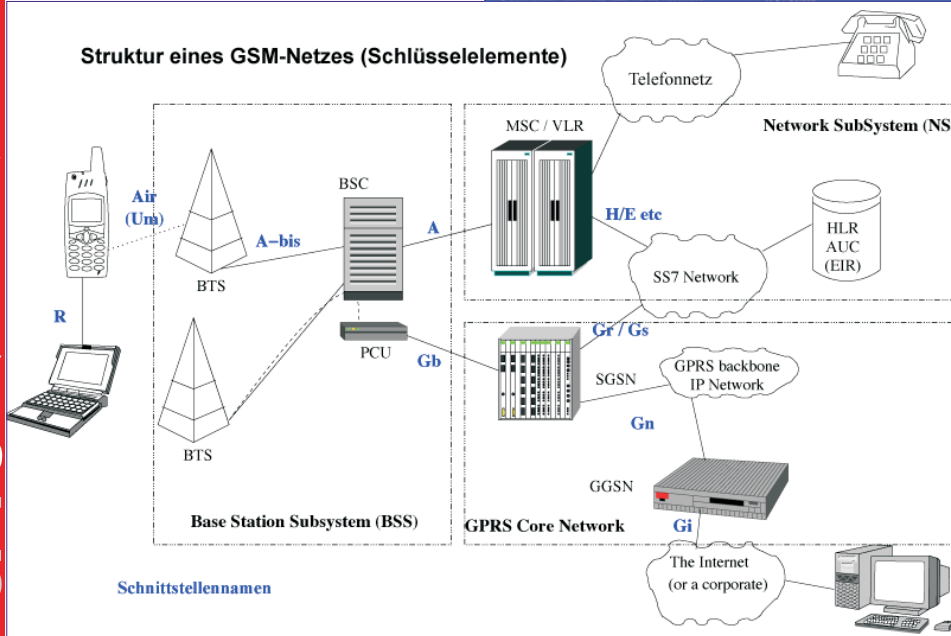 Struktur eines GSM-Netzes (Schlüsselelemente)
Telefonnetz
MSC / VLR
Network SubSystem (NS
BSC
Air
(Um)
A-bis
A
H/E etc
HLR
AUC
(EIR)
BTS
SS7 Network
R
PCU
Gb
Gr / Gs
SGSN
GPRS backbone
IP Network
Gn
BTS
GGSN
Base Station Subsystem (BSS)
GPRS Core Network
Gi
The Internet
(or a corporate)
Schnittstellennamen